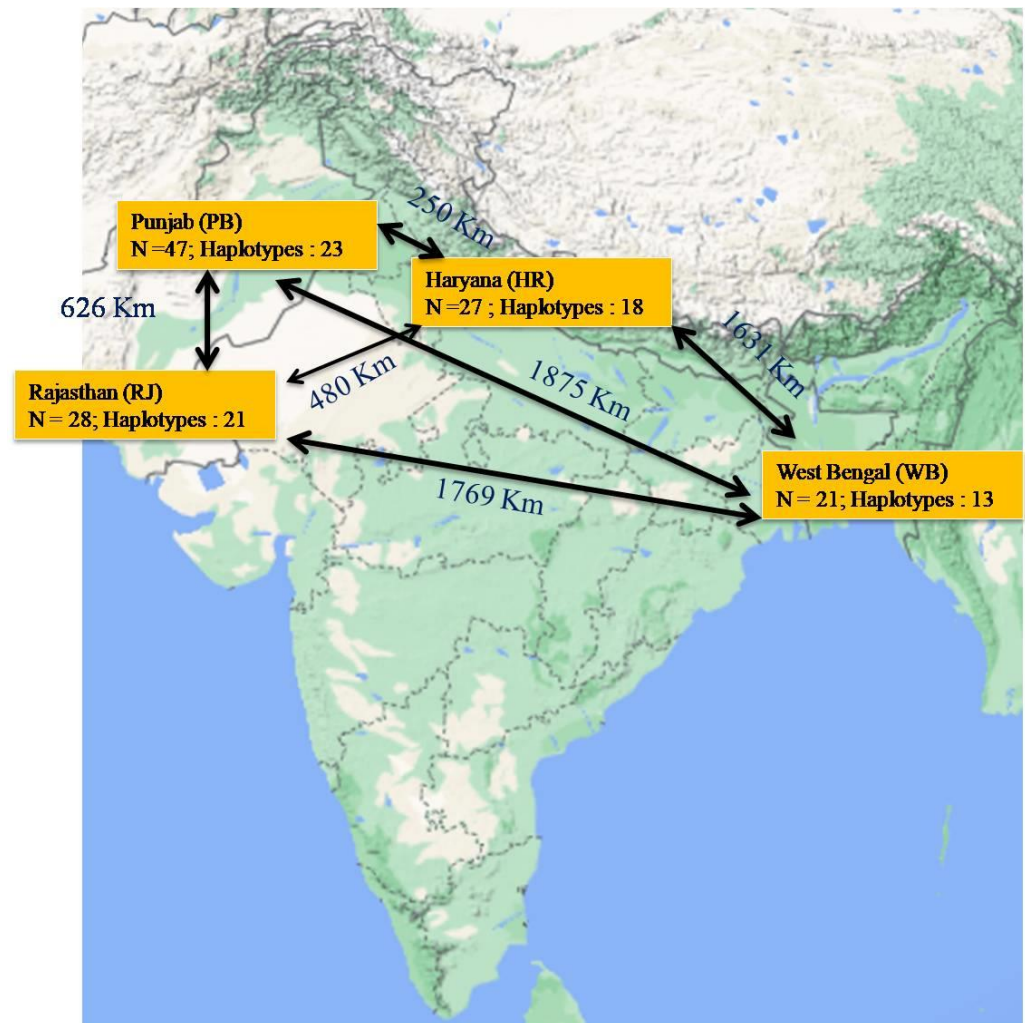 250 Km
Punjab (PB)
N =47; Haplotypes : 23
Haryana (HR)
N =27 ; Haplotypes : 18
626 Km
1631 Km
480 Km
1875 Km
Rajasthan (RJ)
N = 28; Haplotypes : 21
1769 Km
West Bengal (WB)
N = 21; Haplotypes : 13